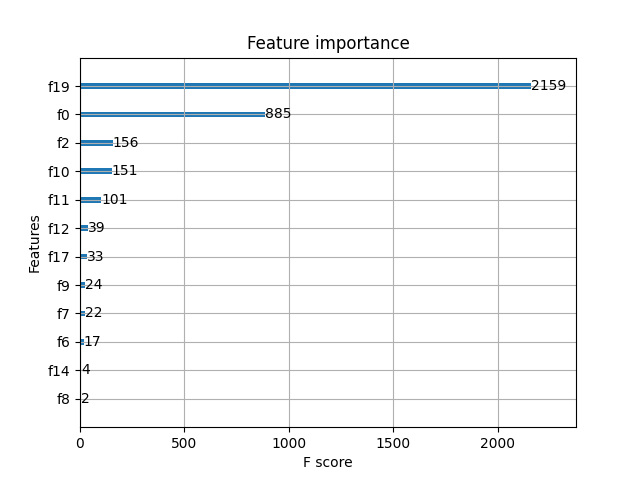 Feature importance
f19 2159
f0 885
f2 156
f10 151
f11 101
f12 39
f17 33
f9 24
f7 22
f6 17
f14 4
f8 2
Features
0 500 1000 1500 2000
F score